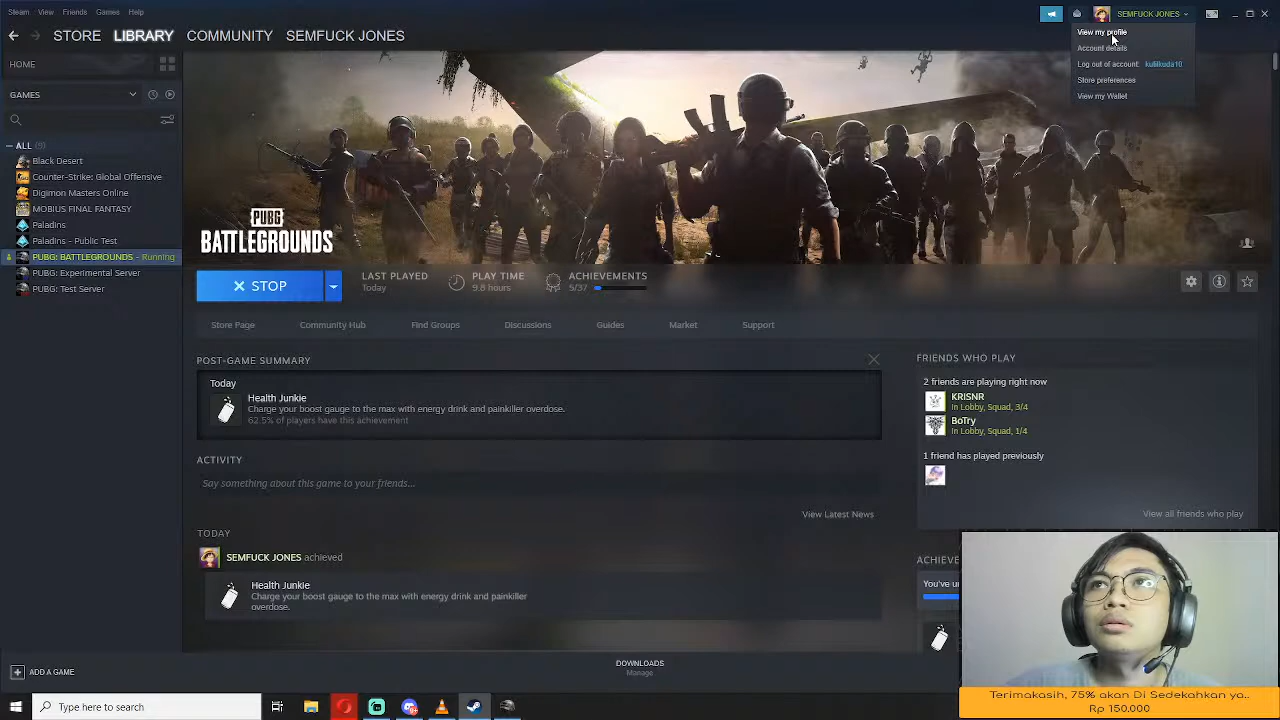 Steam View Friends Games Help
SEMFUCK JONES
STORE LIBRARY COMMUNITY SEMFUCK JONES
View my profile
Account details
Log out of account: kulilkuda10
Store preferences
View my Wallet
HOME
GAMES
ALL (9)
Black Desert
Counter-Strike: Global Offensive
Digimon Masters Online
MOBIUS FINAL FANTASY
Paladins
Paladins - Public Test
PUBG: BATTLEGROUNDS - Running
PUBG: Experimental Server
PUBG: Test Server
PUBG
BATTLEGROUNDS
STOP
LAST PLAYED
Today
PLAY TIME
9.8 hours
ACHIEVEMENTS
5/37
Store Page Community Hub Find Groups Discussions Guides Market Support
POST-GAME SUMMARY
Today
Health Junkie
Charge your boost gauge to the max with energy drink and painkiller overdose.
62.5% of players have this achievement
ACTIVITY
Say something about this game to your friends...
View Latest News
TODAY
SEMFUCK JONES achieved
Health Junkie
Charge your boost gauge to the max with energy drink and painkiller
overdose.
FRIENDS WHO PLAY
2 friends are playing right now
KRISNR
In Lobby, Squad, 3/4
BoTry
In Lobby, Squad, 1/4
1 friend has played previously
View all friends who play
ACHIEVE
You've un
ADD A GAME
DOWNLOADS
Manage
Type here to search
Terimakasih, 75% akan Di Sedekahkan ya..
Rp 150.000